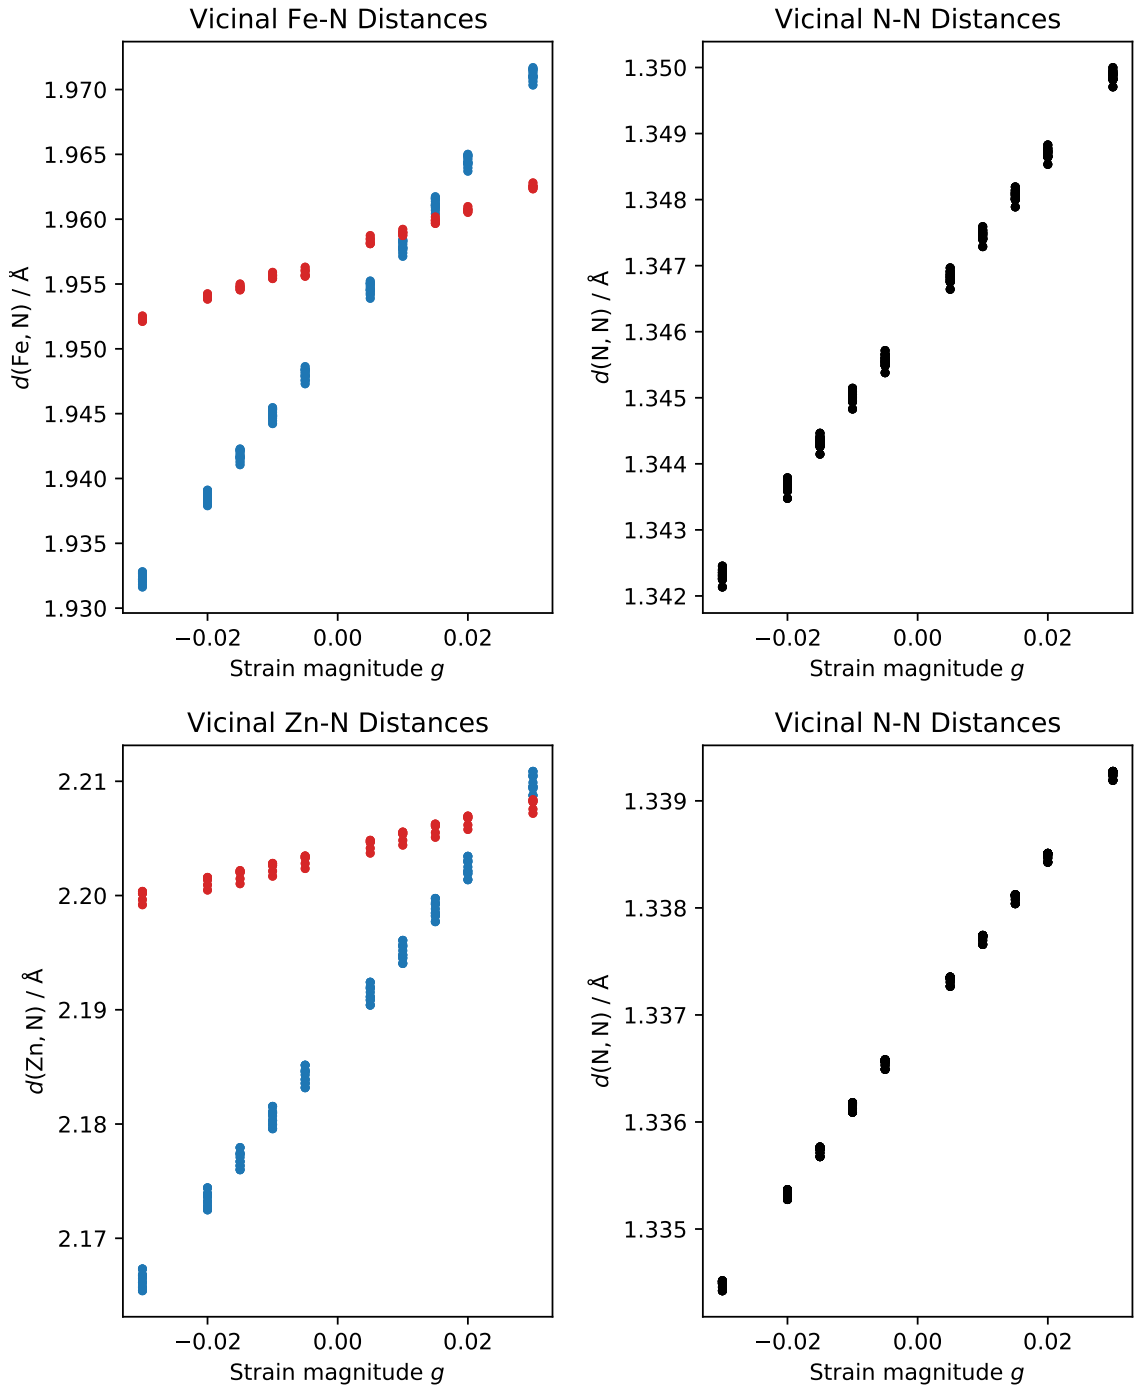 Vicinal Fe-N Distances
d(Fe, N) / Å
1.970
1.965
1.960
1.955
1.950
1.945
1.940
1.935
1.930
−0.02 0.00 0.02
Strain magnitude g
Vicinal N-N Distances
d(N, N) / Å
1.350
1.349
1.348
1.347
1.346
1.345
1.344
1.343
1.342
−0.02 0.00 0.02
Strain magnitude g
Vicinal Zn-N Distances
d(Zn, N) / Å
2.21
2.20
2.19
2.18
2.17
−0.02 0.00 0.02
Strain magnitude g
Vicinal N-N Distances
d(N, N) / Å
1.339
1.338
1.337
1.336
1.335
−0.02 0.00 0.02
Strain magnitude g